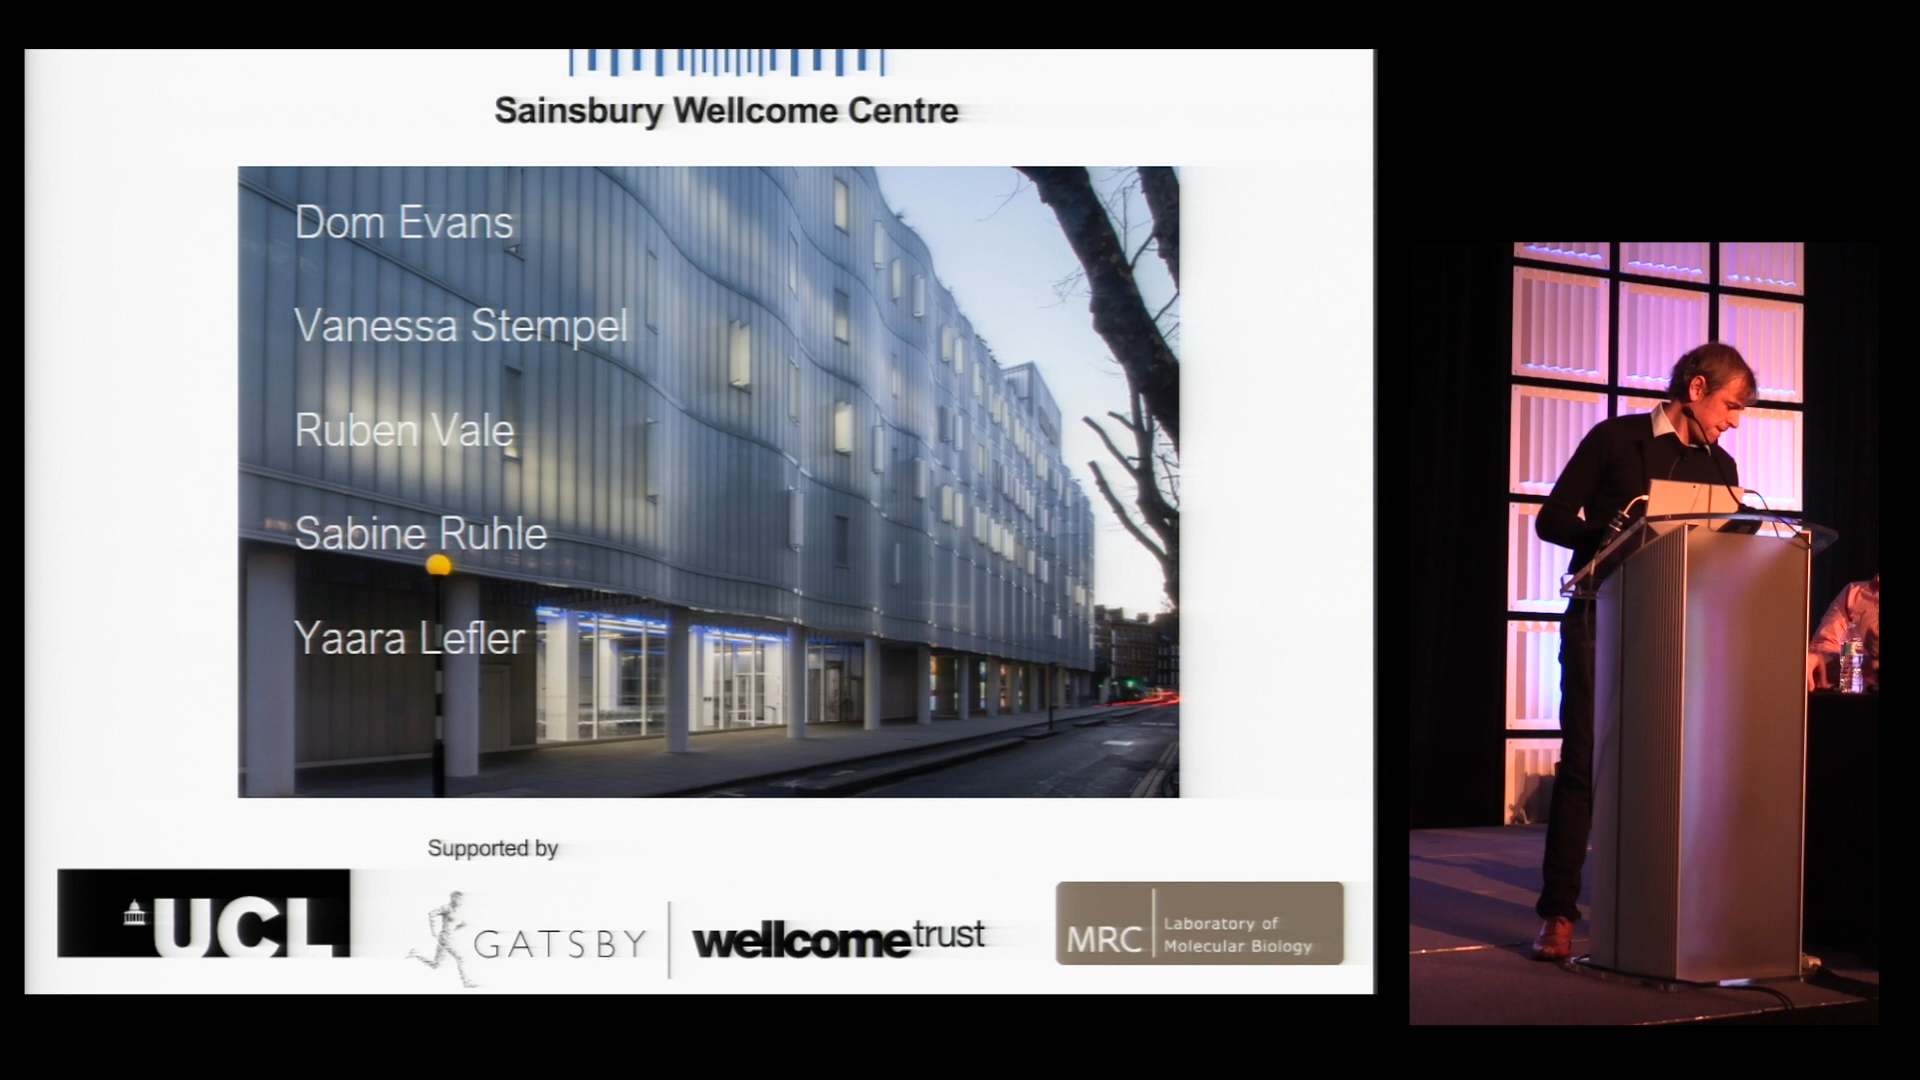 Sainsbury Wellcome Centre
Dom Evans
Vanessa Stempel
Ruben Vale
Sabine Ruhle
Yaara Lefler
Supported by
UCL
GATSBY
wellcometrust
MRC
Laboratory of
Molecular Biology